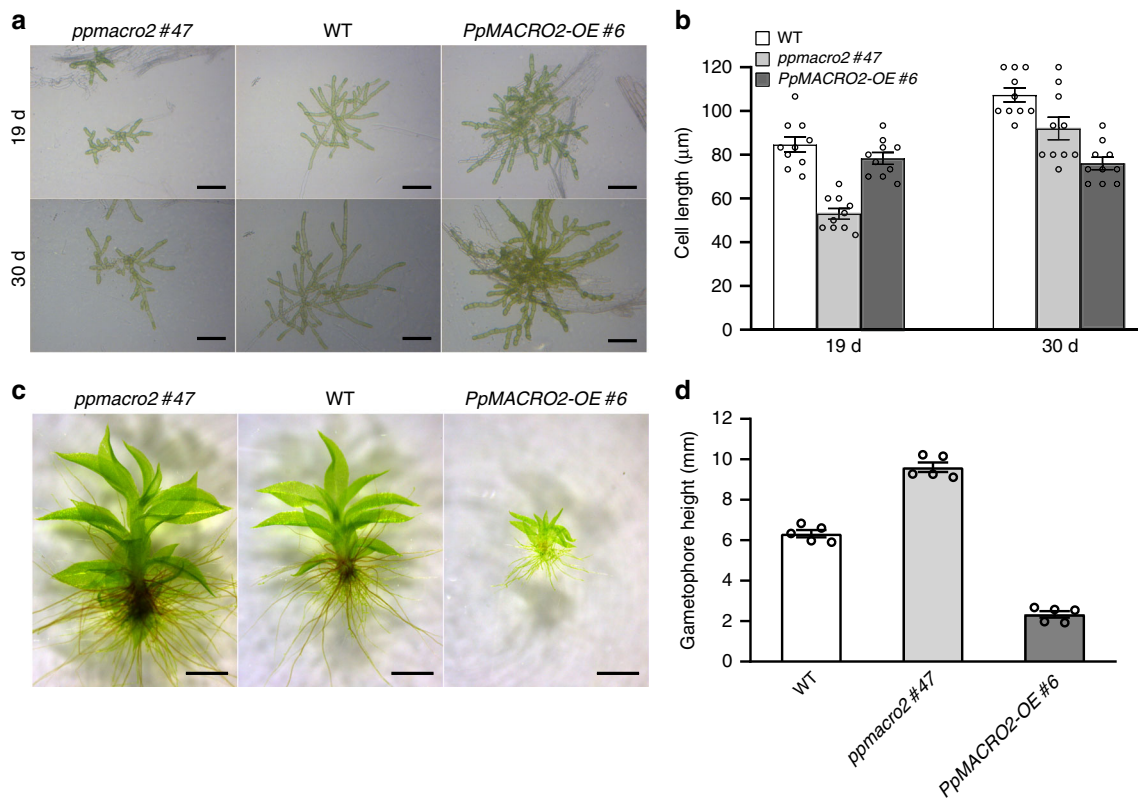 a
ppmacro2 #47 WT PpMACRO2-OE #6
19 d
30 d
b
WT
ppmacro2 #47
PpMACRO2-OE #6
Cell length (μm)
120
100
80
60
40
20
0
19 d 30 d
c
ppmacro2 #47 WT PpMACRO2-OE #6
d
Gametophore height (mm)
12
10
8
6
4
2
0
WT
ppmacro2 #47
PpMACRO2-OE #6